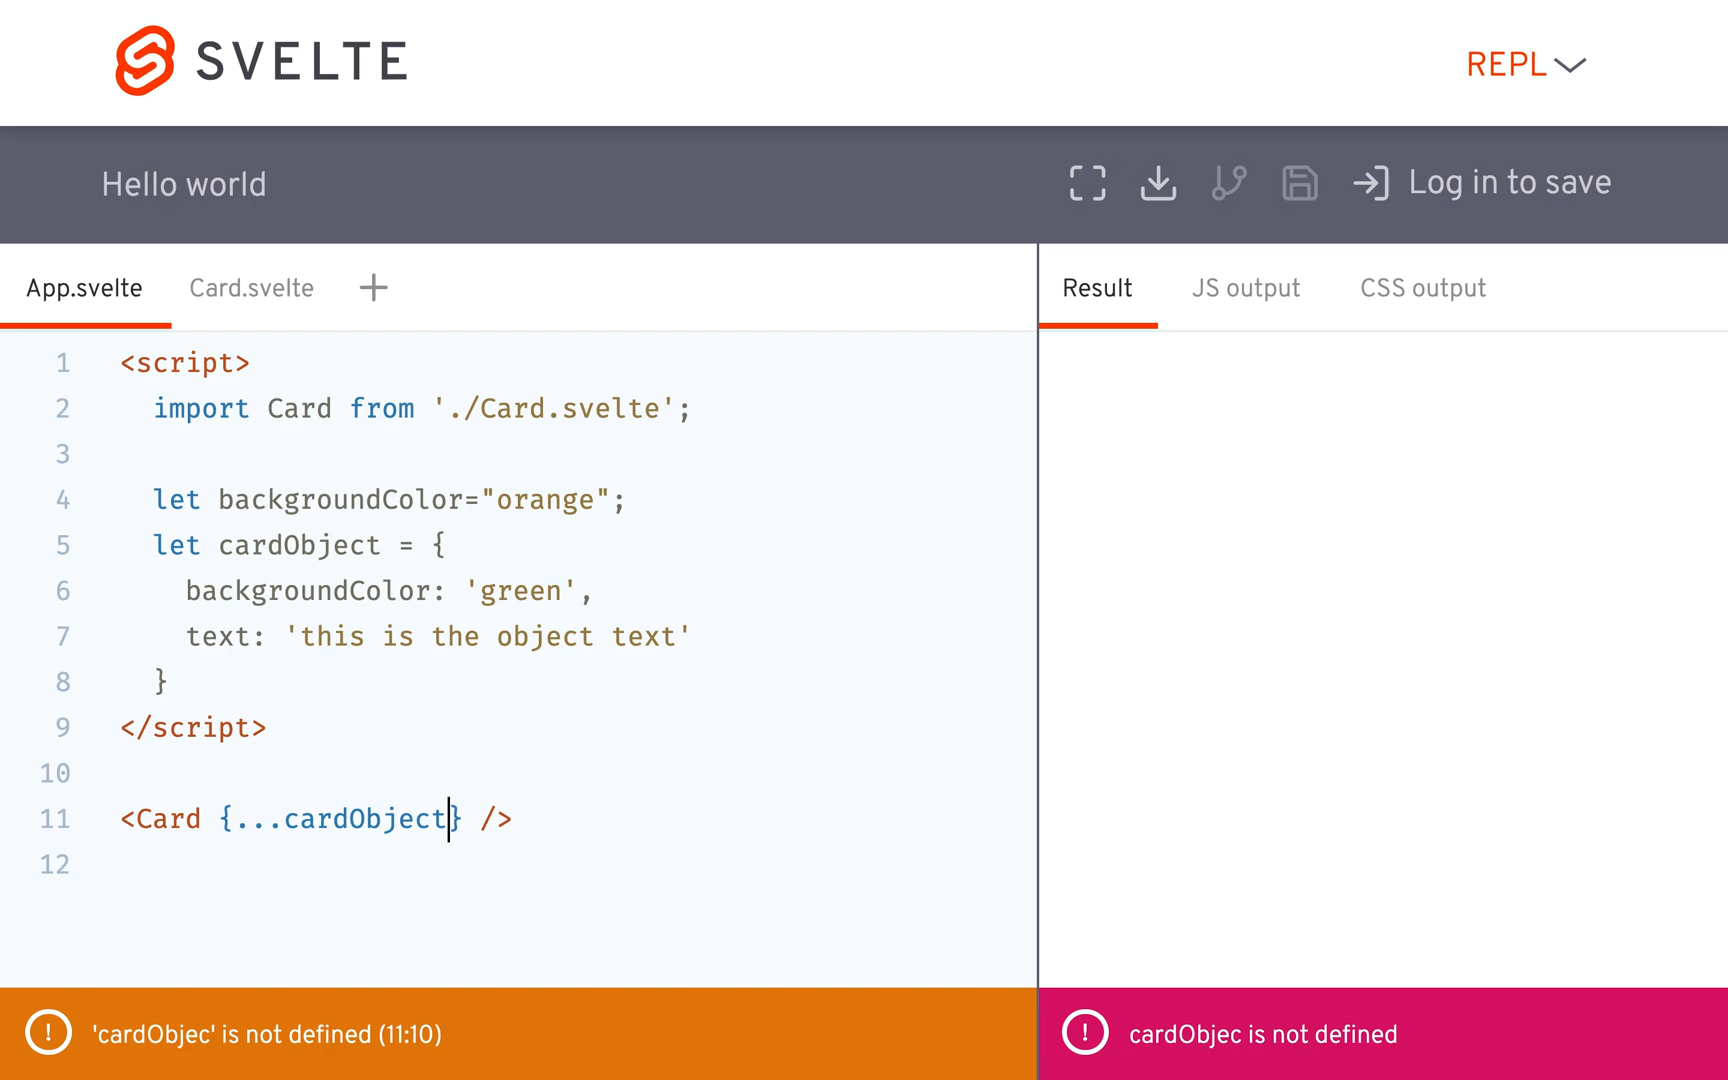 SVELTE
REPL
Hello world
Log in to save
App.svelte Card.svelte
Result JS output CSS output
1 <script>
2 import Card from './Card.svelte';
3
4 let backgroundColor="orange";
5 let cardObject = {
6 backgroundColor: 'green',
7 text: 'this is the object text'
8 }
9 </script>
10
11 <Card {...cardObject} />
12
'cardObjec' is not defined (11:10)
cardObjec is not defined